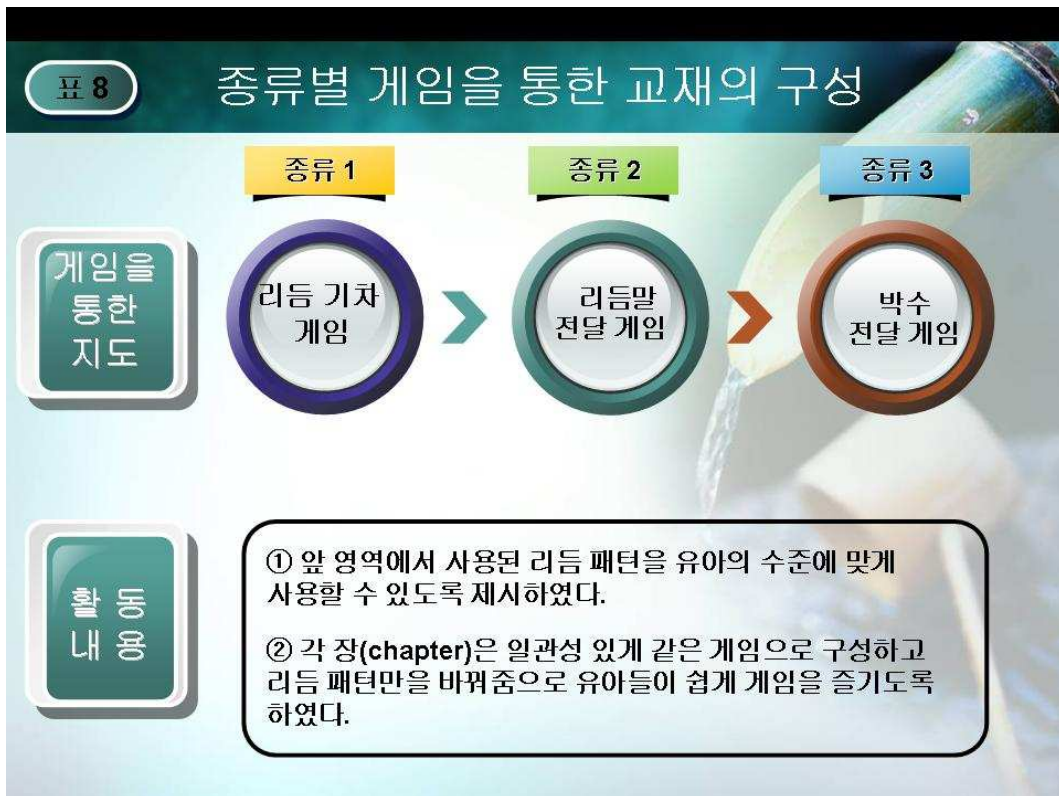 표 8
종류별 게임을 통한 교재의 구성
종류 1
종류 2
종류 3
게임을
통한
지도
리듬 기차
게임
리듬말
전달 게임
박수
전달 게임
활 동
내 용
① 앞 영역에서 사용된 리듬 패턴을 유아의 수준에 맞게
사용할 수 있도록 제시하였다.
② 각 장(chapter)은 일관성 있게 같은 게임으로 구성하고
리듬 패턴만을 바꿔줌으로 유아들이 쉽게 게임을 즐기도록
하였다.